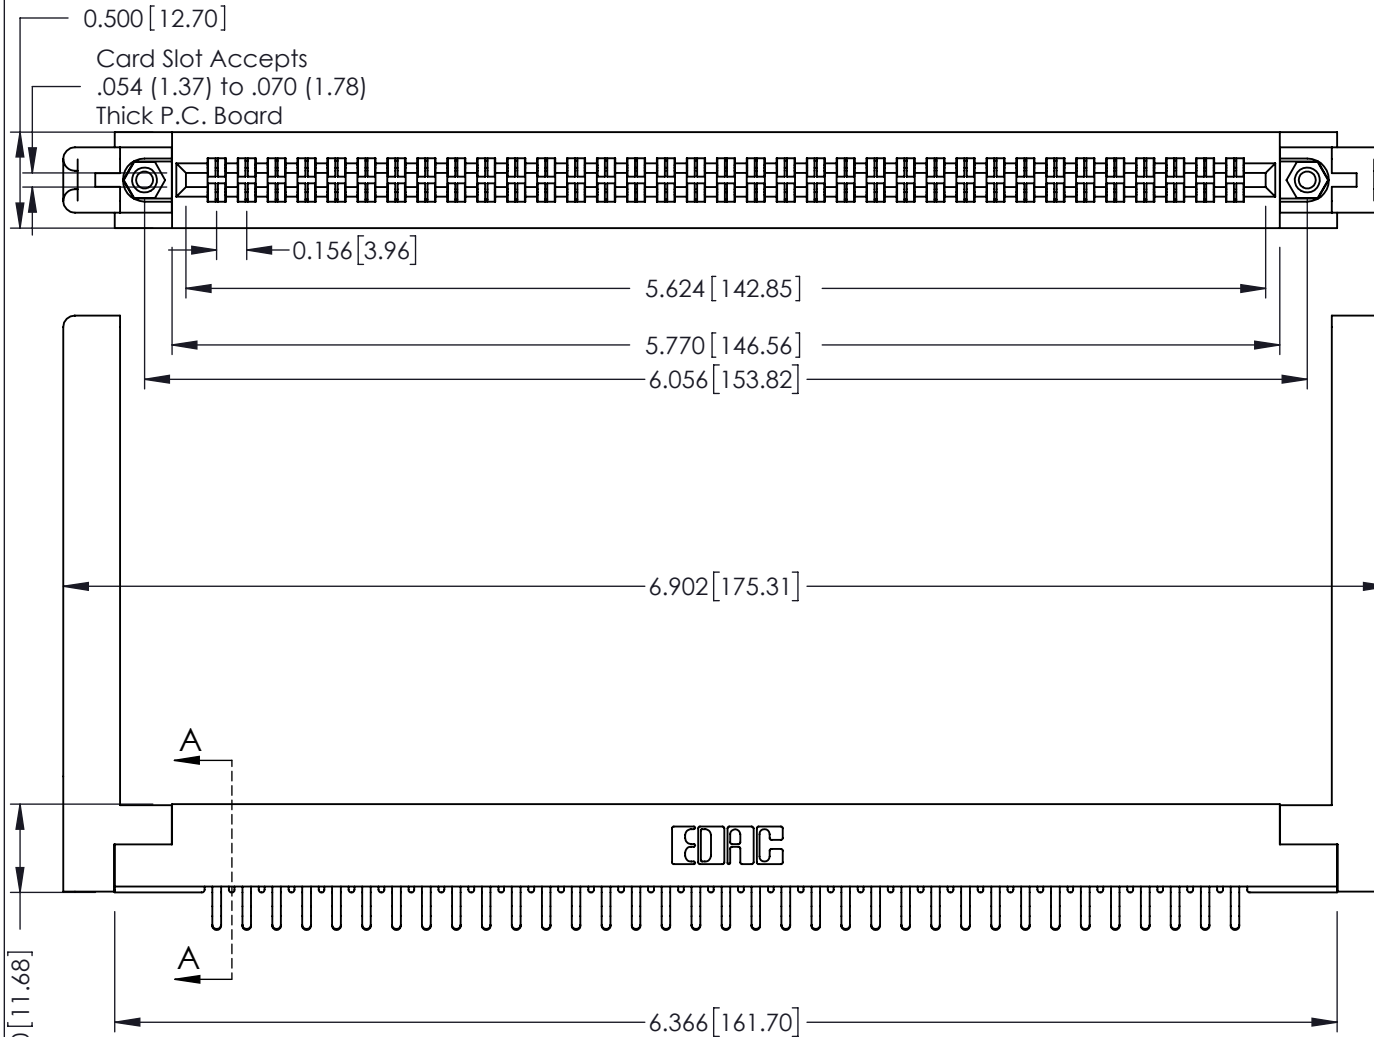 0.500 [12.70]
Card Slot Accepts
.054 (1.37) to .070 (1.78)
Thick P.C. Board
0.156 [3.96]
5.624 [142.85]
5.770 [146.56]
6.056 [153.82]
6.902 [175.31]
A
EDAC
A
[11.68]
6.366 [161.70]